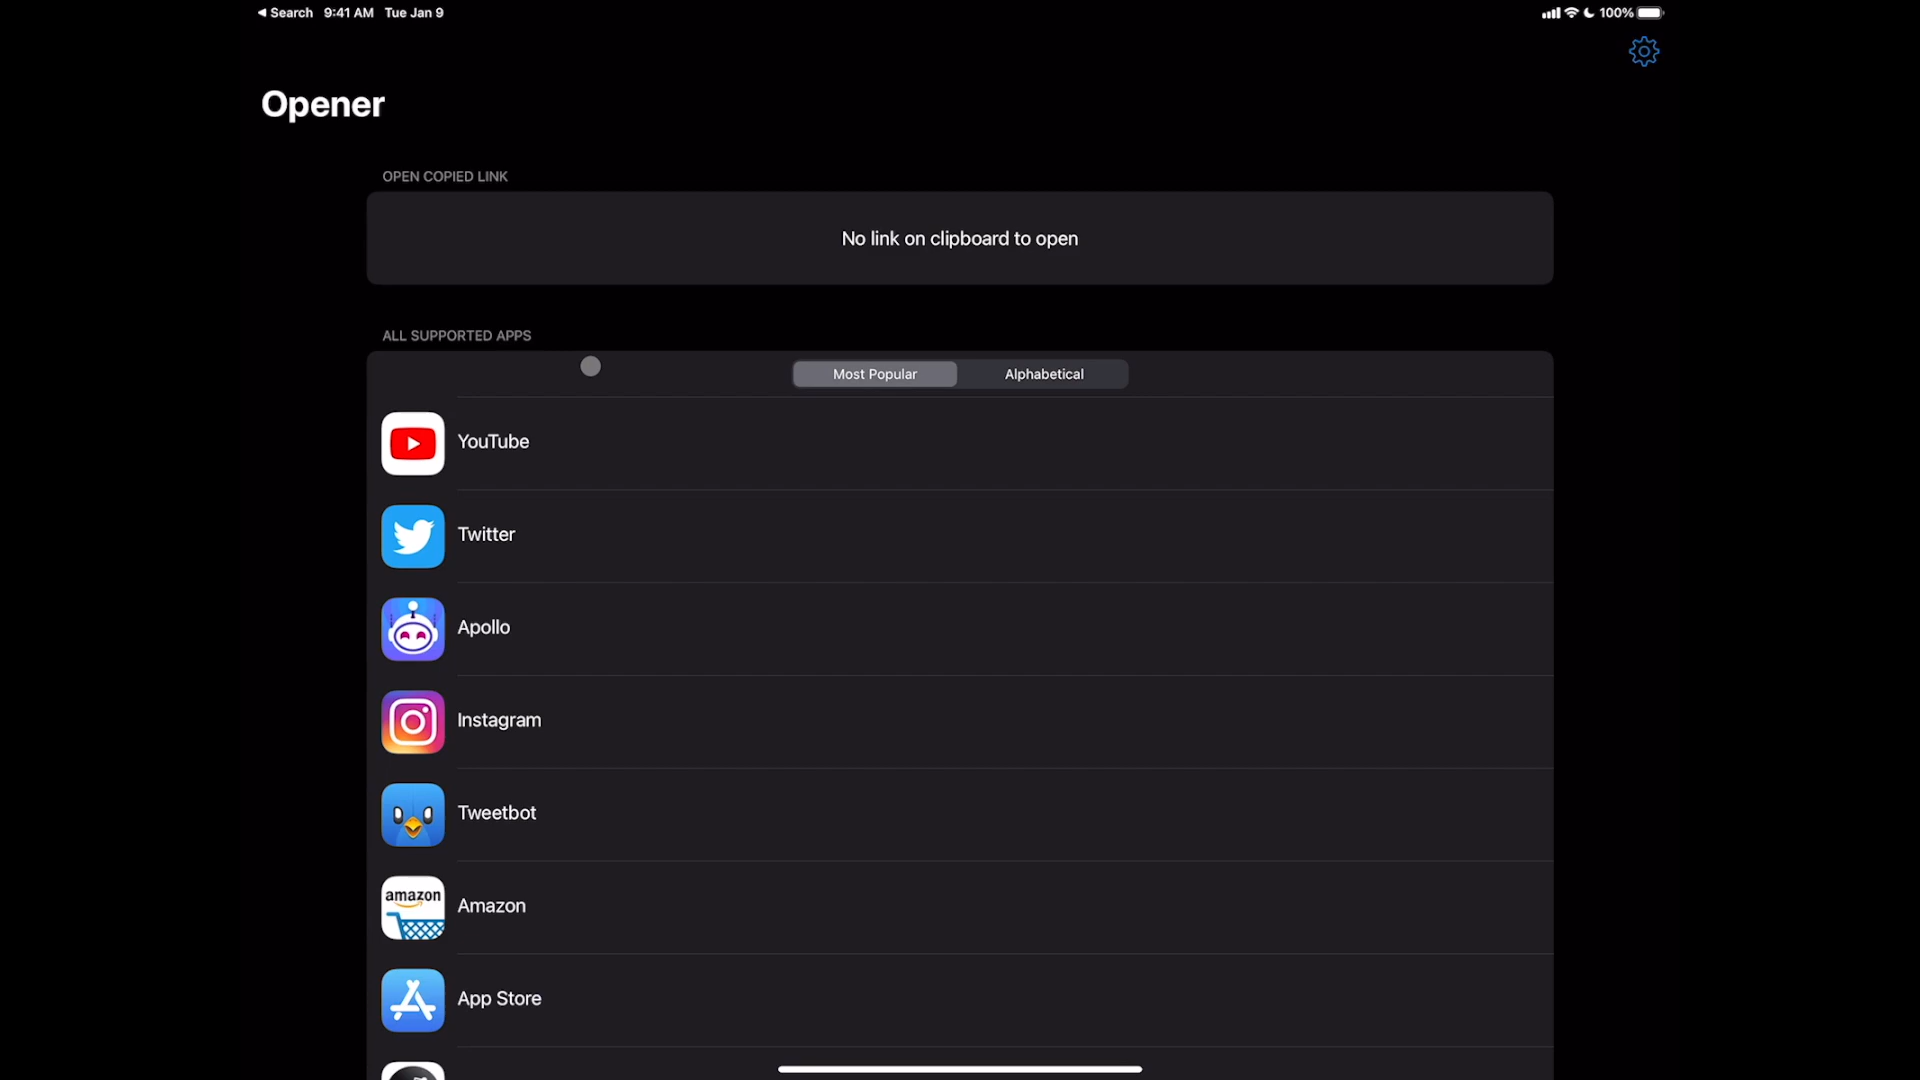 Search 9:41 AM Tue Jan 9 100%
Opener
OPEN COPIED LINK
No link on clipboard to open
ALL SUPPORTED APPS
Most Popular Alphabetical
YouTube
Twitter
Apollo
Instagram
Tweetbot
amazon
Amazon
App Store